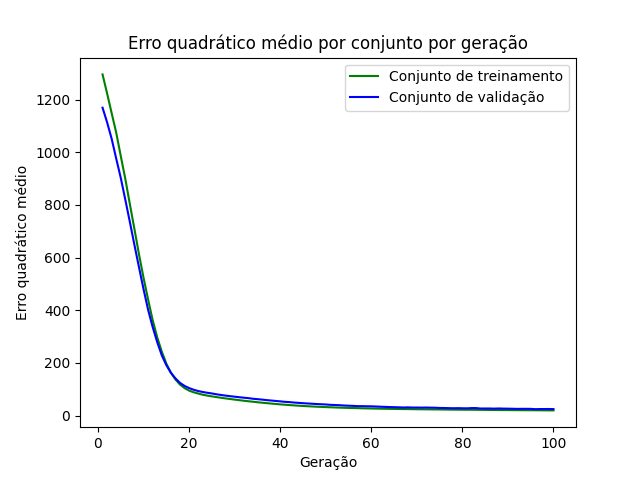 Erro quadrático médio por conjunto por geração
Conjunto de treinamento
Conjunto de validação
Erro quadrático médio
1200
1000
800
600
400
200
0
0 20 40 60 80 100
Geração